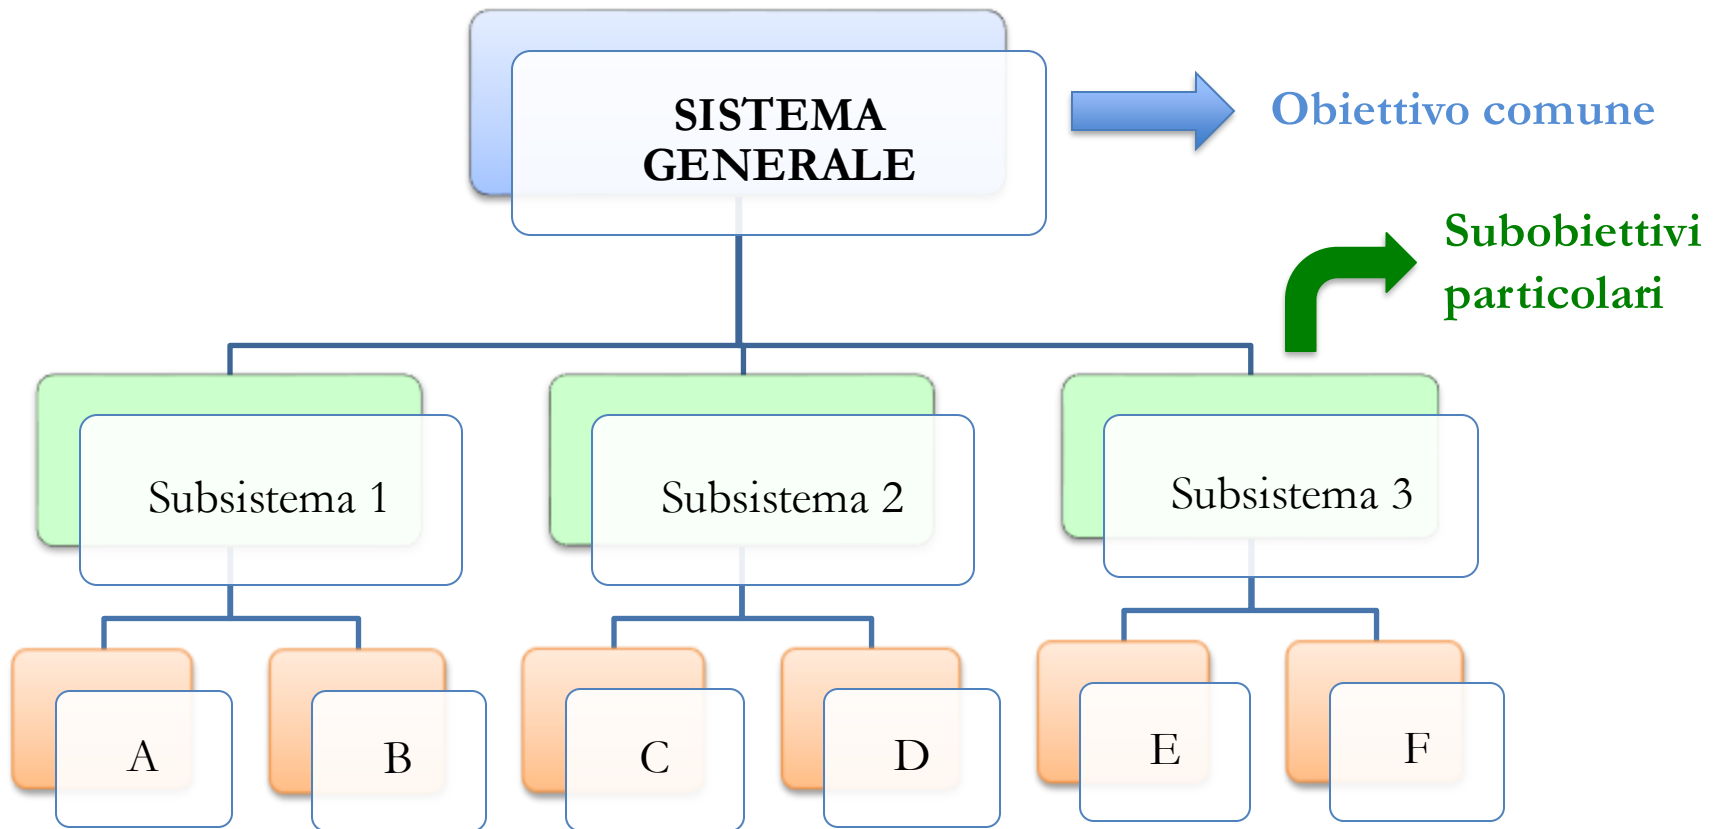 SISTEMA
GENERALE
Obiettivo comune
Subobiettivi
particolari
Subsistema 1
Subsistema 2
Subsistema 3
A
B
C
D
E
F